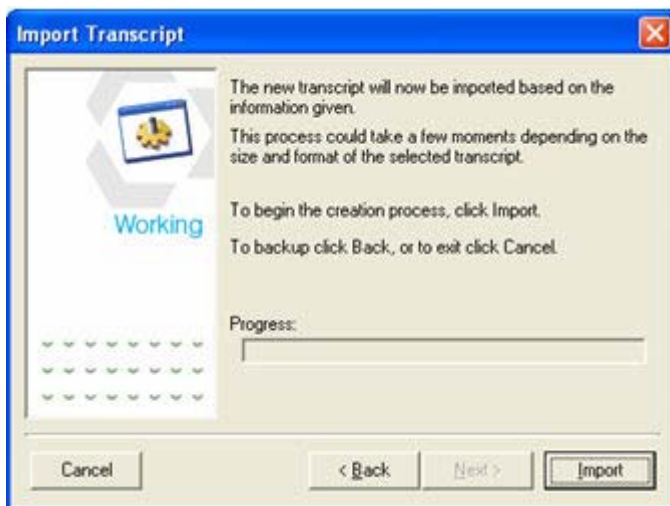 Import Transcript
The new transcript will now be imported based on the
information given.
This process could take a few moments depending on the
size and format of the selected transcript.
Working
To begin the creation process, click Import.
To backup click Back, or to exit click Cancel.
Progress:
Cancel
< Back
Next >
Import